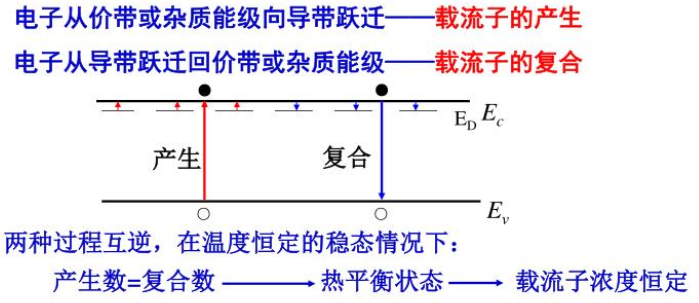 电子从价带或杂质能级向导带跃迁——载流子的产生
电子从导带跃迁回价带或杂质能级——载流子的复合
E_D E_c
产生
复合
E_v
两种过程互逆，在温度恒定的稳态情况下：
产生数=复合数 → 热平衡状态 → 载流子浓度恒定